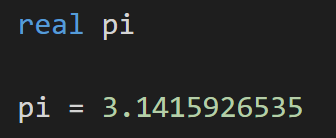 real pi
pi = 3.1415926535